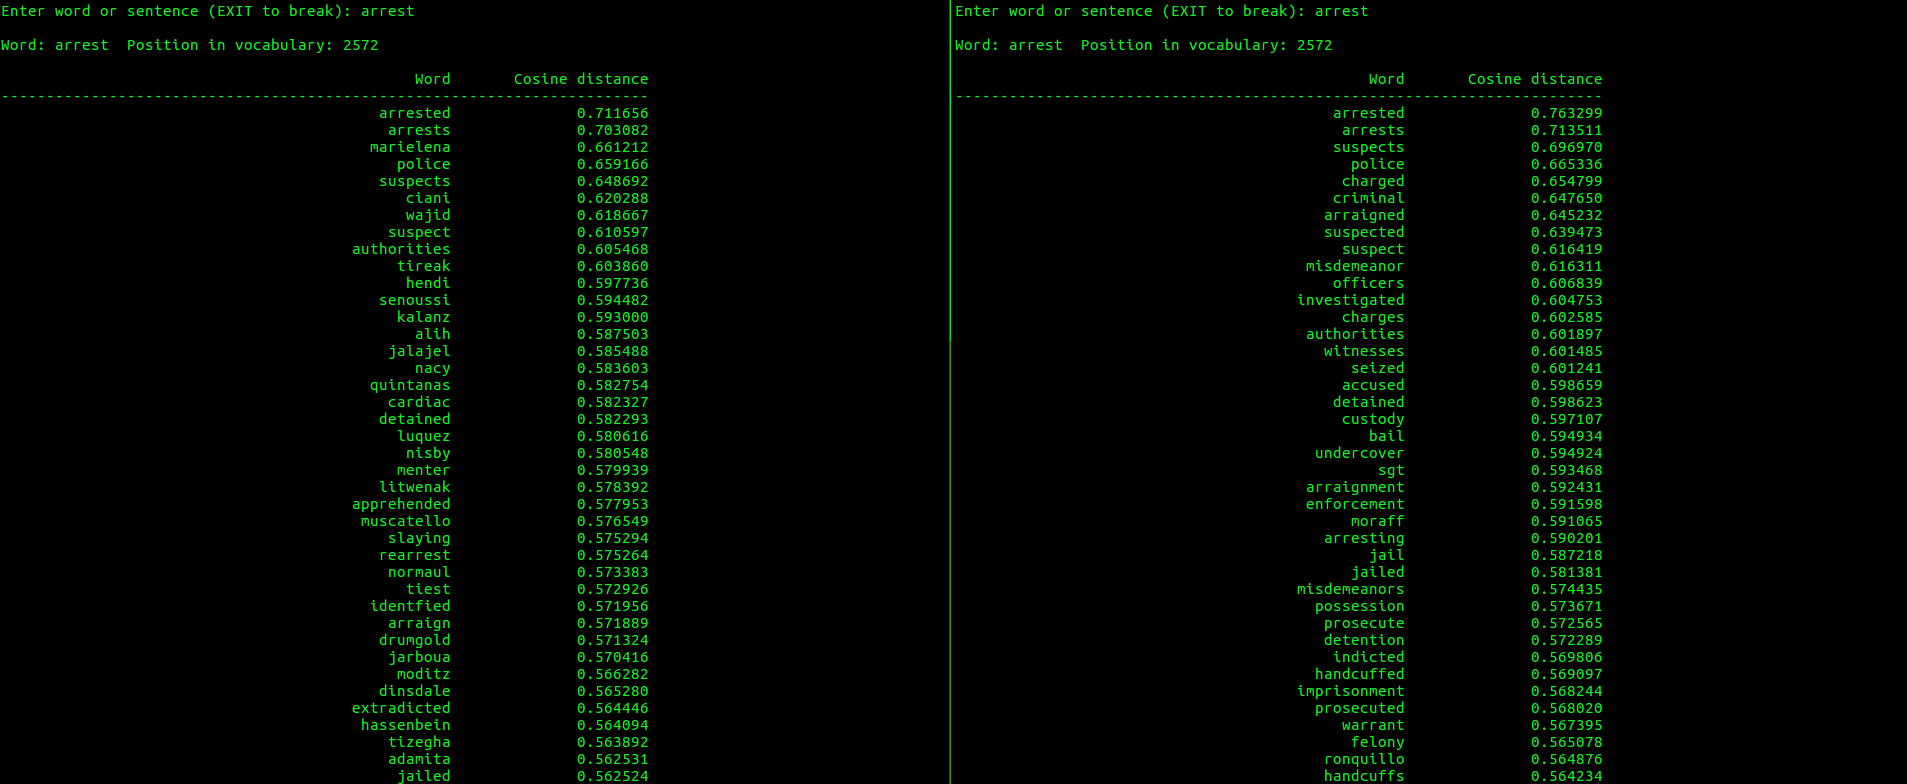 Enter word or sentence (EXIT to break): arrest
Word: arrest  Position in vocabulary: 2572
Word Cosine distance
------------------------------------------------------------------------
arrested 0.711656
arrests 0.703082
marielena 0.661212
police 0.659166
suspects 0.648692
ciani 0.620288
wajid 0.618667
suspect 0.610597
authorities 0.605468
tireak 0.603860
hendi 0.597736
senoussi 0.594482
kalanz 0.593000
alih 0.587503
jalajel 0.585488
nacy 0.583603
quintanas 0.582754
cardiac 0.582327
detained 0.582293
luquez 0.580616
nisby 0.580548
menter 0.579939
litwenak 0.578392
apprehended 0.577953
muscatello 0.576549
slaying 0.575294
rearrest 0.575264
normaul 0.573383
tiest 0.572926
identfied 0.571956
arraign 0.571889
drumgold 0.571324
jarboua 0.570416
moditz 0.566282
dinsdale 0.565280
extradicted 0.564446
hassenbein 0.564094
tizegha 0.563892
adamita 0.562531
jailed 0.562524
Enter word or sentence (EXIT to break): arrest
Word: arrest  Position in vocabulary: 2572
Word Cosine distance
------------------------------------------------------------------------
arrested 0.763299
arrests 0.713511
suspects 0.696970
police 0.665336
charged 0.654799
criminal 0.647650
arraigned 0.645232
suspected 0.639473
suspect 0.616419
misdemeanor 0.616311
officers 0.606839
investigated 0.604753
charges 0.602585
authorities 0.601897
witnesses 0.601485
seized 0.601241
accused 0.598659
detained 0.598623
custody 0.597107
bail 0.594934
undercover 0.594924
sgt 0.593468
arraignment 0.592431
enforcement 0.591598
moraff 0.591065
arresting 0.590201
jail 0.587218
jailed 0.581381
misdemeanors 0.574435
possession 0.573671
prosecute 0.572565
detention 0.572289
indicted 0.569806
handcuffed 0.569097
imprisonment 0.568244
prosecuted 0.568020
warrant 0.567395
felony 0.565078
ronquillo 0.564876
handcuffs 0.564234